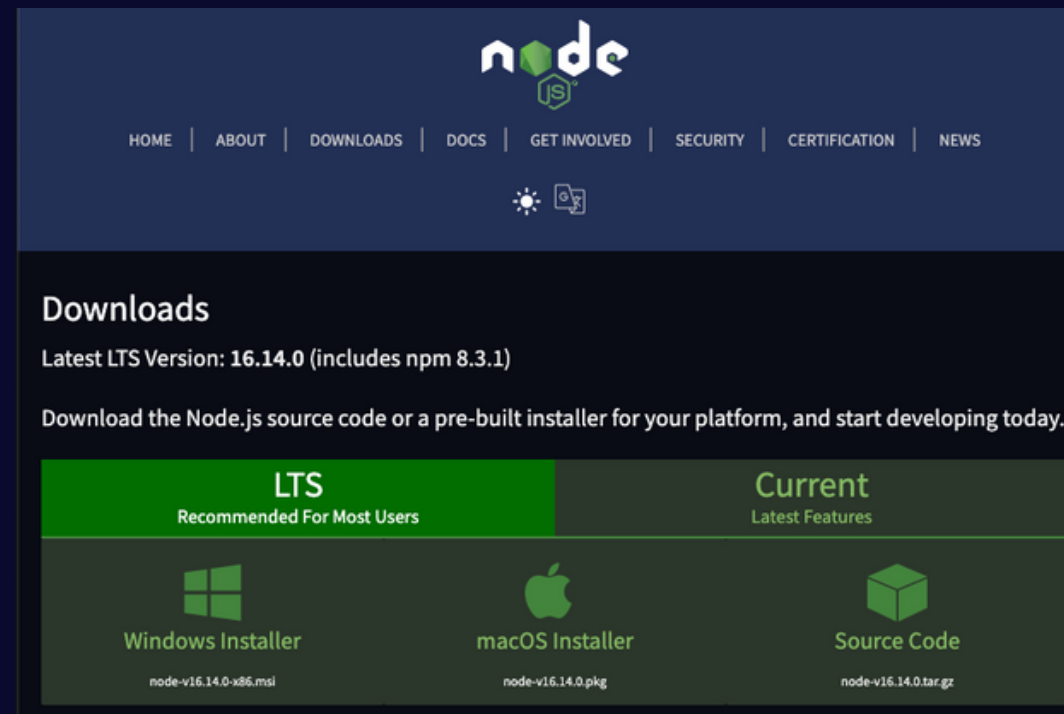 node
JS
HOME | ABOUT | DOWNLOADS | DOCS | GET INVOLVED | SECURITY | CERTIFICATION | NEWS
Downloads
Latest LTS Version: 16.14.0 (includes npm 8.3.1)
Download the Node.js source code or a pre-built installer for your platform, and start developing today.
LTS Current
Recommended For Most Users Latest Features
Windows Installer macOS Installer Source Code
node-v16.14.0-x86.msi node-v16.14.0.pkg node-v16.14.0.tar.gz